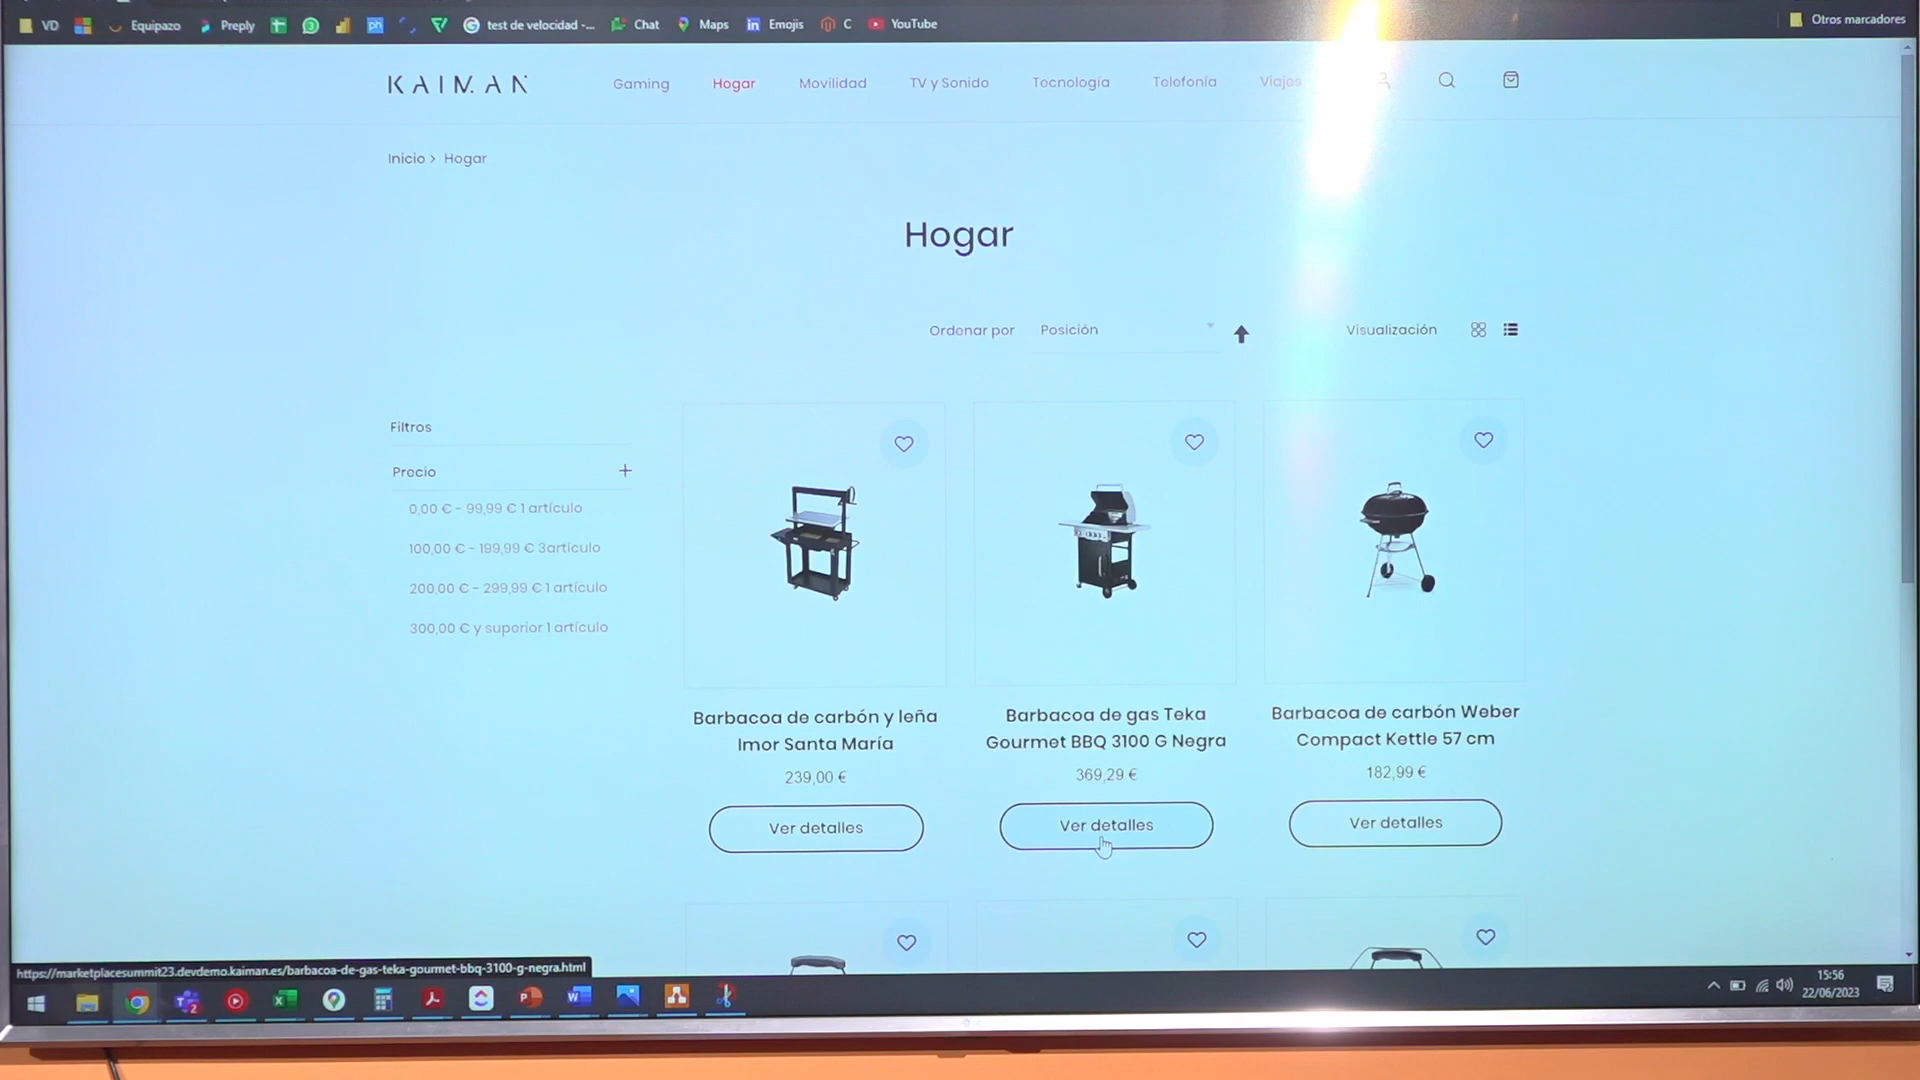 VD
Equipazo
Preply
test de velocidad -...
Chat
Maps
Emojis
C
YouTube
Otros marcadores
KAIMAN
Gaming
Hogar
Movilidad
TV y Sonido
Tecnología
Telefonía
Viajes
Inicio > Hogar
Hogar
Ordenar por
Posición
Visualización
Filtros
Precio
0,00 € - 99,99 € 1 artículo
100,00 € - 199,99 € 3artículo
200,00 € - 299,99 € 1 artículo
300,00 € y superior 1 artículo
Barbacoa de carbón y leña
Imor Santa María
239,00 €
Ver detalles
Barbacoa de gas Teka
Gourmet BBQ 3100 G Negra
369,29 €
Ver detalles
Barbacoa de carbón Weber
Compact Kettle 57 cm
182,99 €
Ver detalles
https://marketplacesummit23.devdemo.kaiman.es/barbacoa-de-gas-teka-gourmet-bbq-3100-g-negra.html
15:56
22/06/2023